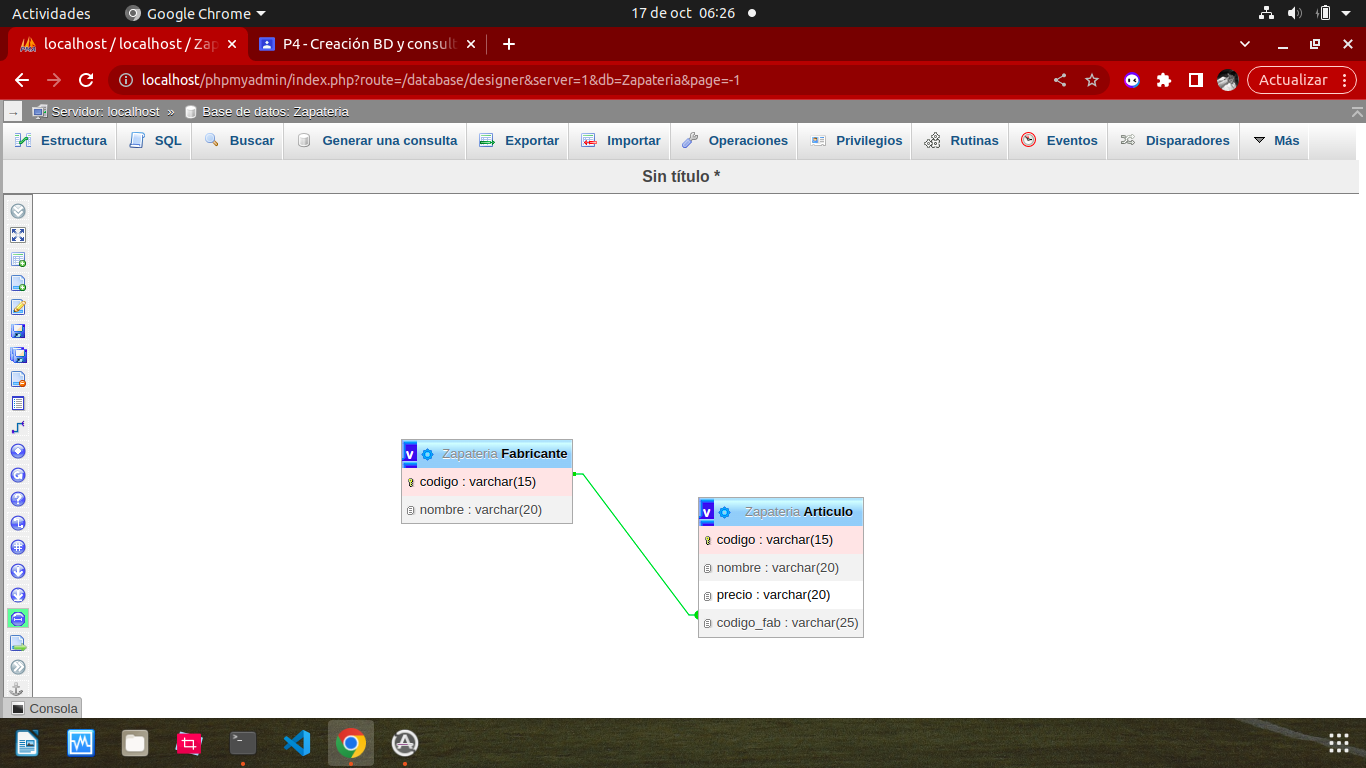 Actividades
Google Chrome
17 de oct 06:26
localhost / localhost / Zap
P4 - Creación BD y consult
localhost/phpmyadmin/index.php?route=/database/designer&server=1&db=Zapateria&page=-1
Actualizar
Servidor: localhost » Base de datos: Zapateria
Estructura SQL Buscar Generar una consulta Exportar Importar Operaciones Privilegios Rutinas Eventos Disparadores Más
Sin título *
v Zapateria Fabricante
codigo : varchar(15)
nombre : varchar(20)
v Zapateria Articulo
codigo : varchar(15)
nombre : varchar(20)
precio : varchar(20)
codigo_fab : varchar(25)
Consola